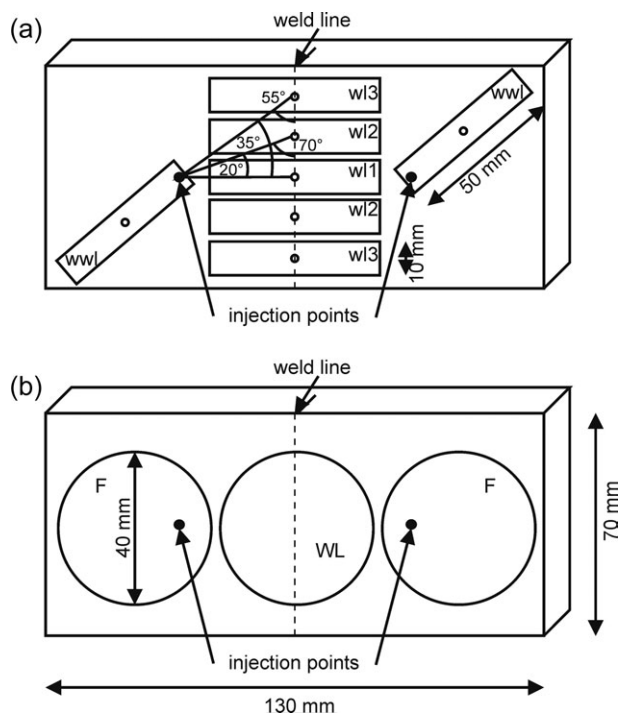 (a)
weld line
wl3
wwl
55°
wl2
35°
70°
20°
wl1
50 mm
wl2
wwl
wl3
10 mm
injection points
(b)
weld line
F
F
40 mm
WL
70 mm
injection points
130 mm